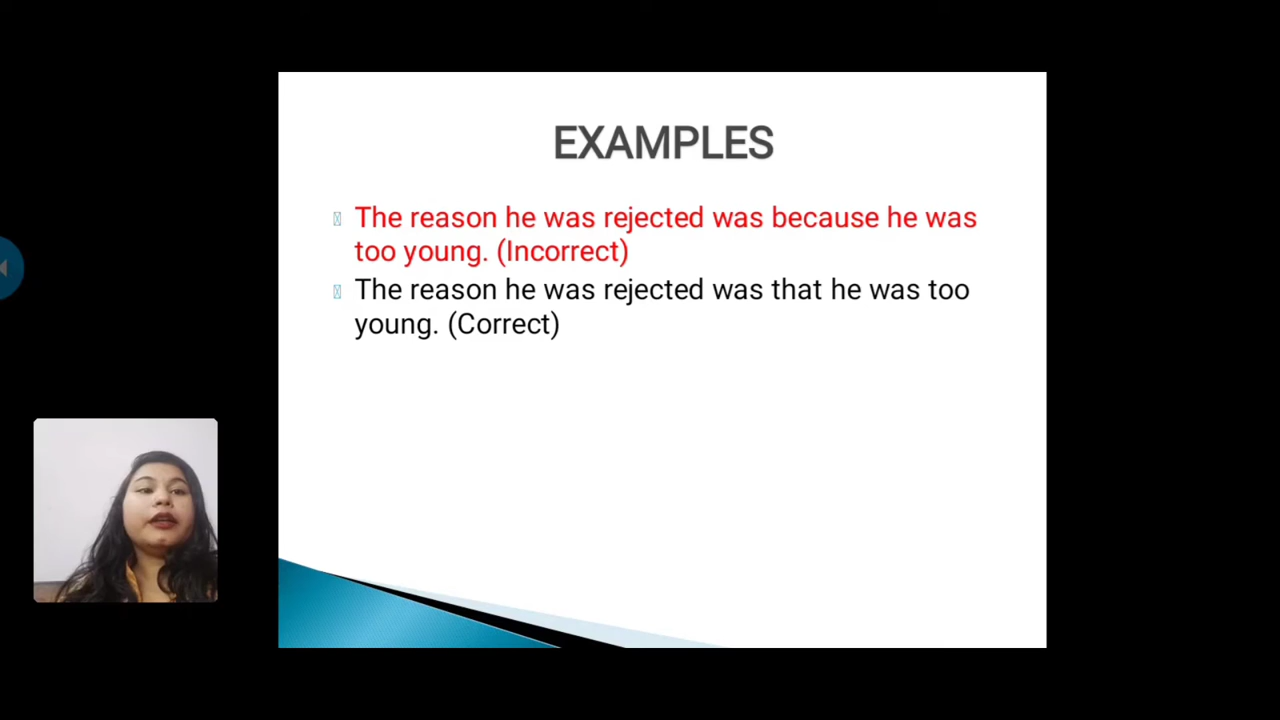 EXAMPLES
The reason he was rejected was because he was
too young. (Incorrect)
The reason he was rejected was that he was too
young. (Correct)